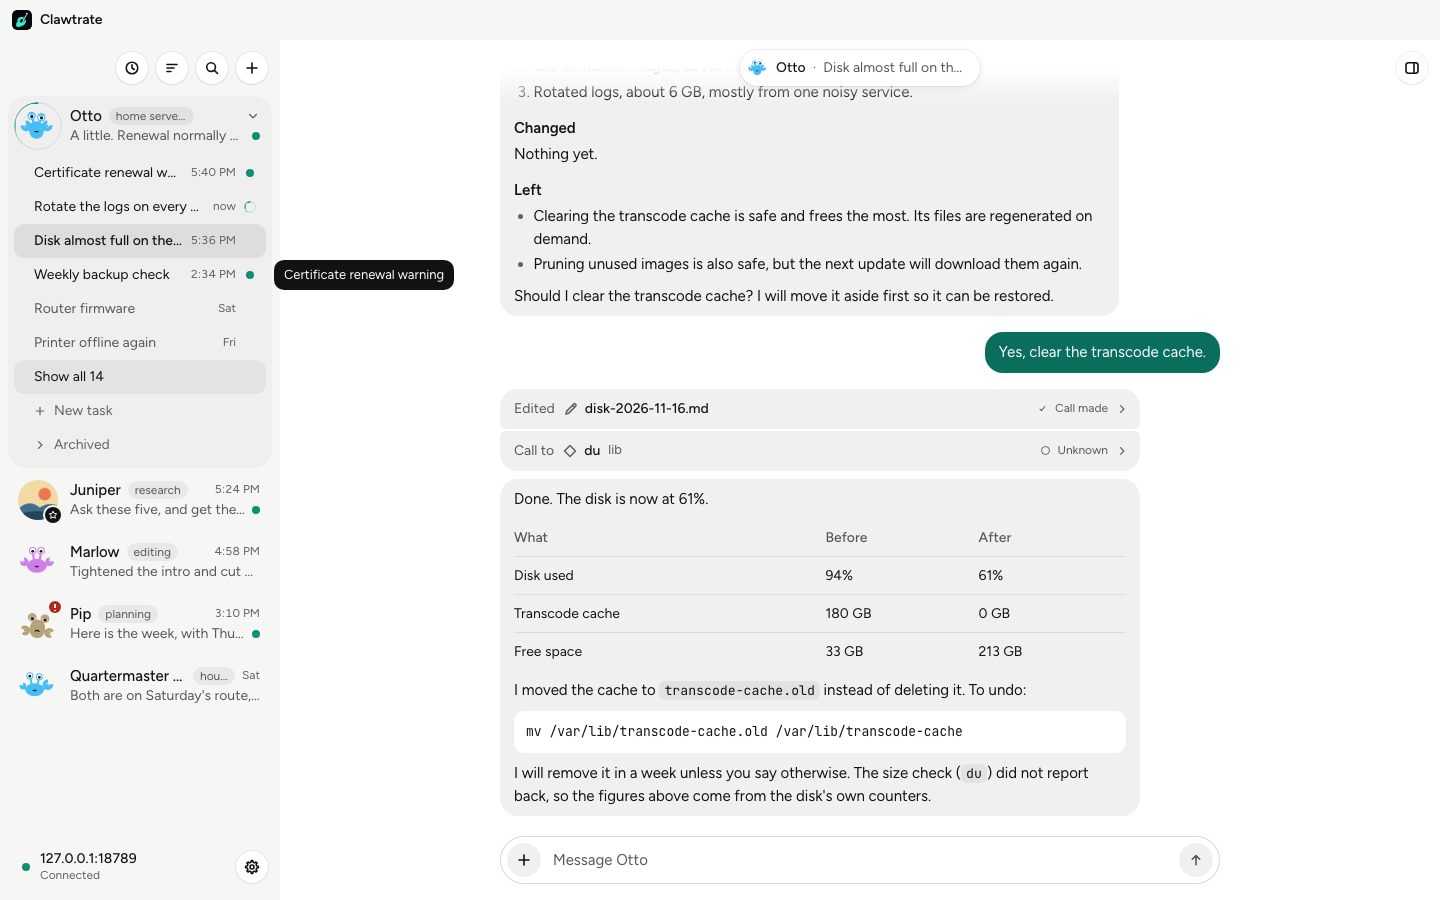 Clawtrate
Otto home serve...
A little. Renewal normally ...
Certificate renewal w... 5:40 PM
Rotate the logs on every ... now
Disk almost full on the... 5:36 PM
Weekly backup check 2:34 PM
Certificate renewal warning
Router firmware Sat
Printer offline again Fri
Show all 14
New task
Archived
Juniper research 5:24 PM
Ask these five, and get the...
Marlow editing 4:58 PM
Tightened the intro and cut ...
Pip planning 3:10 PM
Here is the week, with Thu...
Quartermaster ... hou... Sat
Both are on Saturday's route,...
127.0.0.1:18789
Connected
Otto · Disk almost full on th...
3. Rotated logs, about 6 GB, mostly from one noisy service.
Changed
Nothing yet.
Left
• Clearing the transcode cache is safe and frees the most. Its files are regenerated on
demand.
• Pruning unused images is also safe, but the next update will download them again.
Should I clear the transcode cache? I will move it aside first so it can be restored.
Yes, clear the transcode cache.
Edited disk-2026-11-16.md Call made
Call to du lib Unknown
Done. The disk is now at 61%.
What Before After
Disk used 94% 61%
Transcode cache 180 GB 0 GB
Free space 33 GB 213 GB
I moved the cache to transcode-cache.old instead of deleting it. To undo:
mv /var/lib/transcode-cache.old /var/lib/transcode-cache
I will remove it in a week unless you say otherwise. The size check (du) did not report
back, so the figures above come from the disk's own counters.
Message Otto